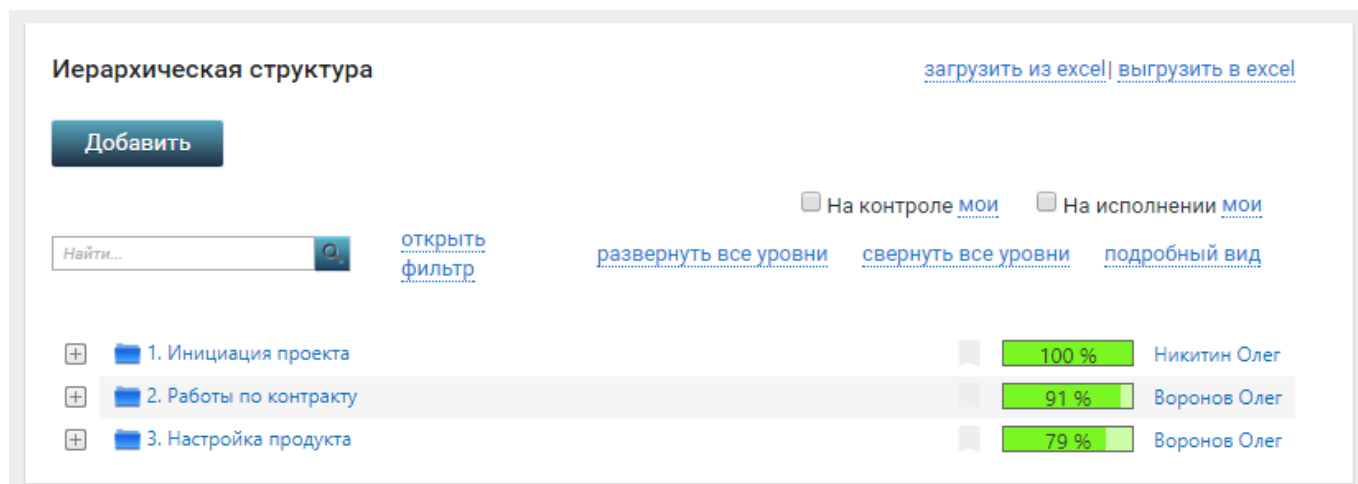 Иерархическая структура
загрузить из excel| выгрузить в excel
Добавить
На контроле мои На исполнении мои
Найти...
открыть
фильтр
развернуть все уровни свернуть все уровни подробный вид
1. Инициация проекта 100 % Никитин Олег
2. Работы по контракту 91 % Воронов Олег
3. Настройка продукта 79 % Воронов Олег